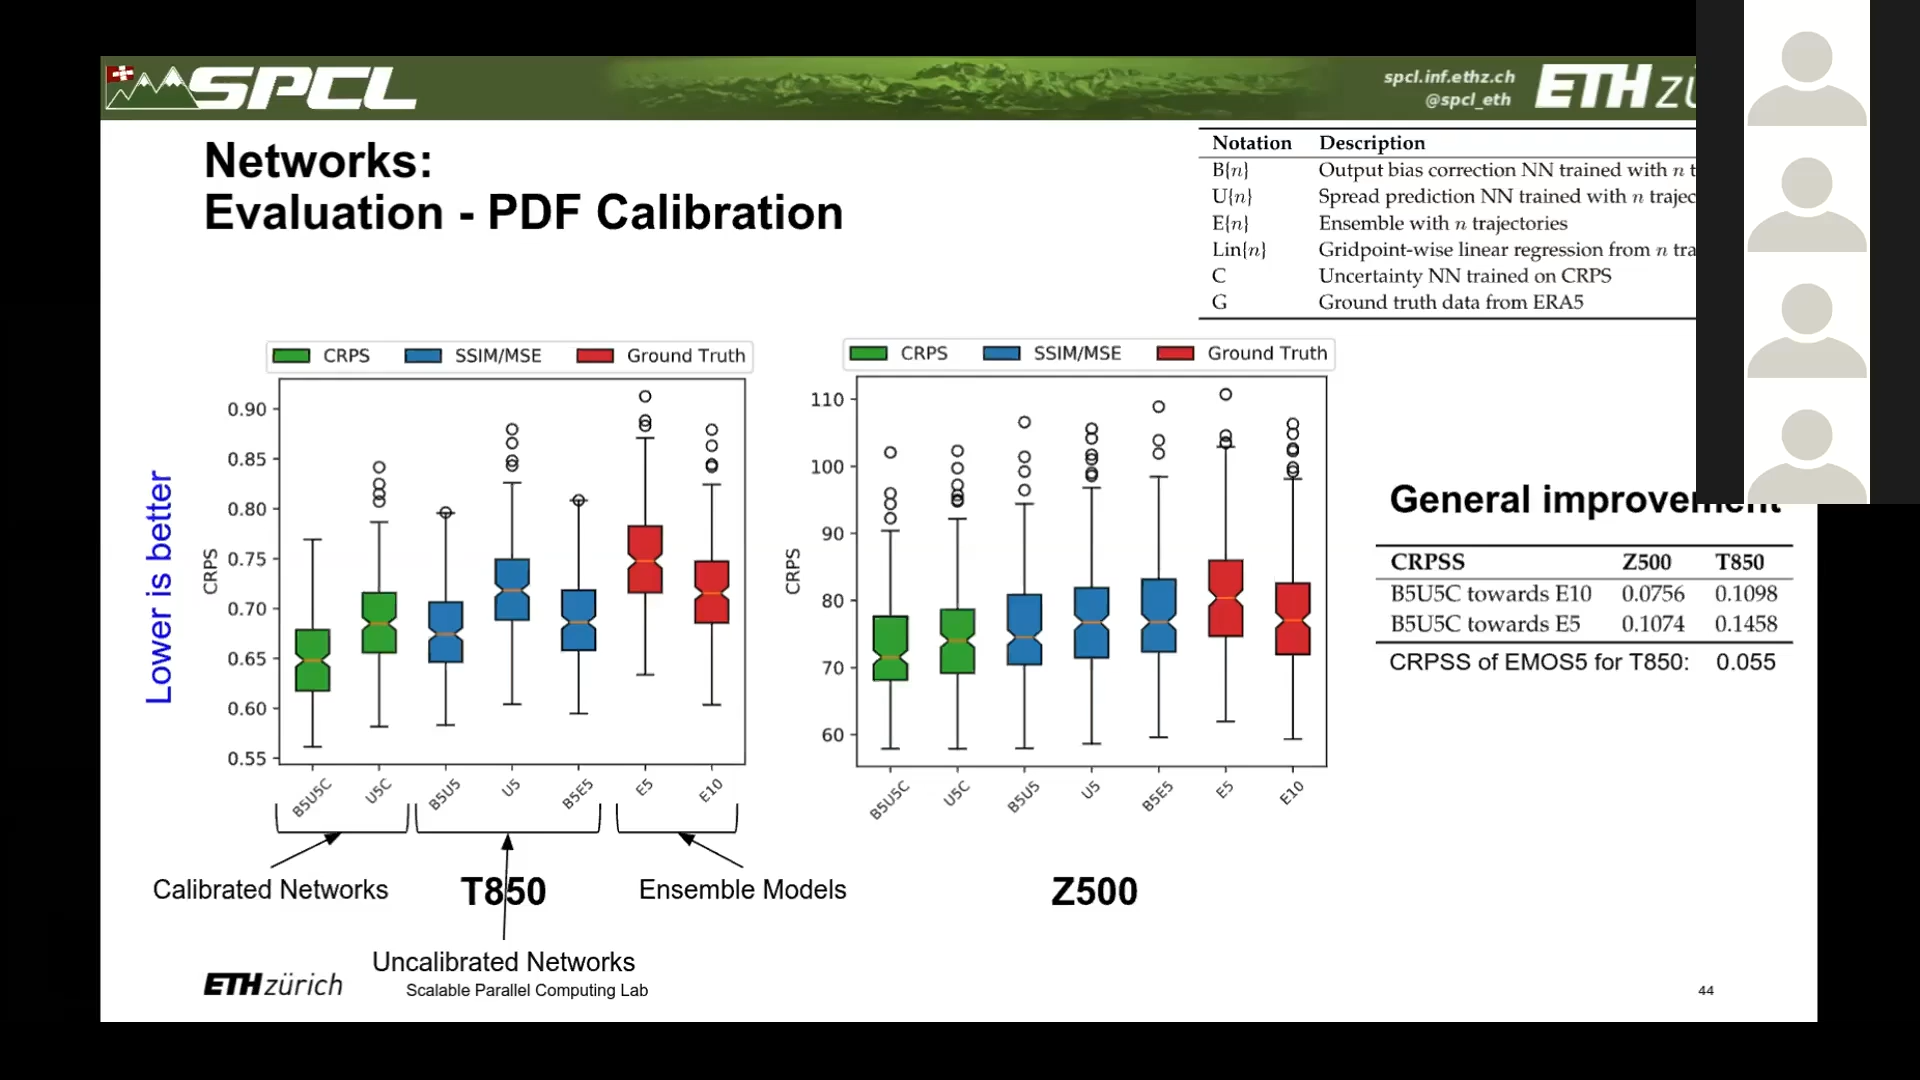 SPCL
spcl.inf.ethz.ch
@spcl_eth
ETH
Networks:
Evaluation - PDF Calibration
Notation Description
B{n} Output bias correction NN trained with n
U{n} Spread prediction NN trained with n
E{n} Ensemble with n trajectories
Lin{n} Gridpoint-wise linear regression from n
C Uncertainty NN trained on CRPS
G Ground truth data from ERA5
Lower is better
CRPS SSIM/MSE Ground Truth
CRPS
0.90
0.85
0.80
0.75
0.70
0.65
0.60
0.55
B5U5C U5C B5U5 U5 B5E5 E5 E10
Calibrated Networks
T850
Ensemble Models
Uncalibrated Networks
CRPS SSIM/MSE Ground Truth
CRPS
110
100
90
80
70
60
B5U5C U5C B5U5 U5 B5E5 E5 E10
Z500
General improvement
CRPSS Z500 T850
B5U5C towards E10 0.0756 0.1098
B5U5C towards E5 0.1074 0.1458
CRPSS of EMOS5 for T850: 0.055
ETH zürich
Scalable Parallel Computing Lab
44